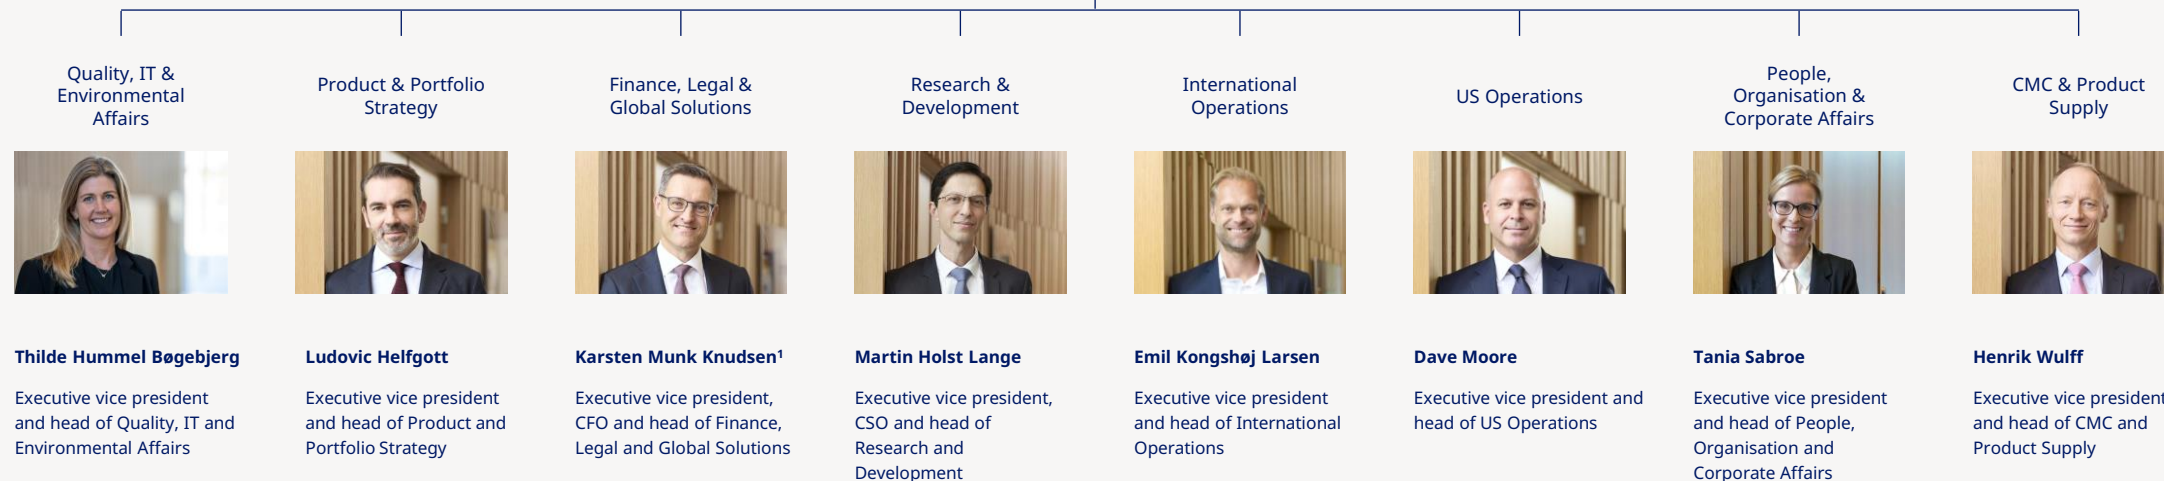 Quality, IT &
Environmental
Affairs
Product & Portfolio
Strategy
Finance, Legal &
Global Solutions
Research &
Development
International
Operations
US Operations
People,
Organisation &
Corporate Affairs
CMC & Product
Supply
Thilde Hummel Bøgebjerg
Executive vice president
and head of Quality, IT and
Environmental Affairs
Ludovic Helfgott
Executive vice president
and head of Product and
Portfolio Strategy
Karsten Munk Knudsen¹
Executive vice president,
CFO and head of Finance,
Legal and Global Solutions
Martin Holst Lange
Executive vice president,
CSO and head of
Research and
Development
Emil Kongshøj Larsen
Executive vice president
and head of International
Operations
Dave Moore
Executive vice president and
head of US Operations
Tania Sabroe
Executive vice president
and head of People,
Organisation and
Corporate Affairs
Henrik Wulff
Executive vice president
and head of CMC and
Product Supply